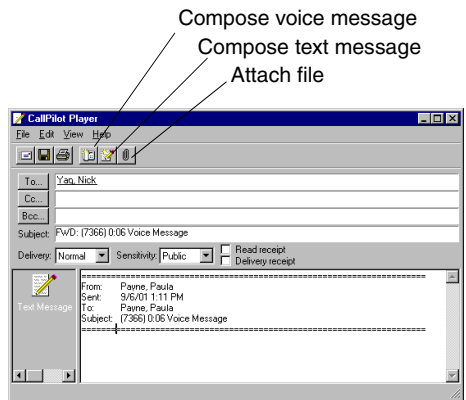 Compose voice message
Compose text message
Attach file
CallPilot Player
File Edit View Help
To... Yao, Nick
Cc...
Bcc...
Subject: FWD: (7366) 0:06 Voice Message
Delivery: Normal Sensitivity: Public Read receipt
Delivery receipt
Text Message
==================================================
From: Payne, Paula
Sent: 9/6/01 1:11 PM
To: Payne, Paula
Subject: (7366) 0:06 Voice Message
==================================================